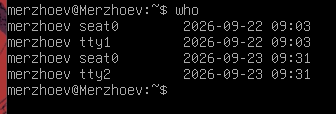 merzhoev@Merzhoev:~$ who
merzhoev seat0        2026-09-22 09:03
merzhoev tty1         2026-09-22 09:03
merzhoev seat0        2026-09-23 09:31
merzhoev tty2         2026-09-23 09:31
merzhoev@Merzhoev:~$